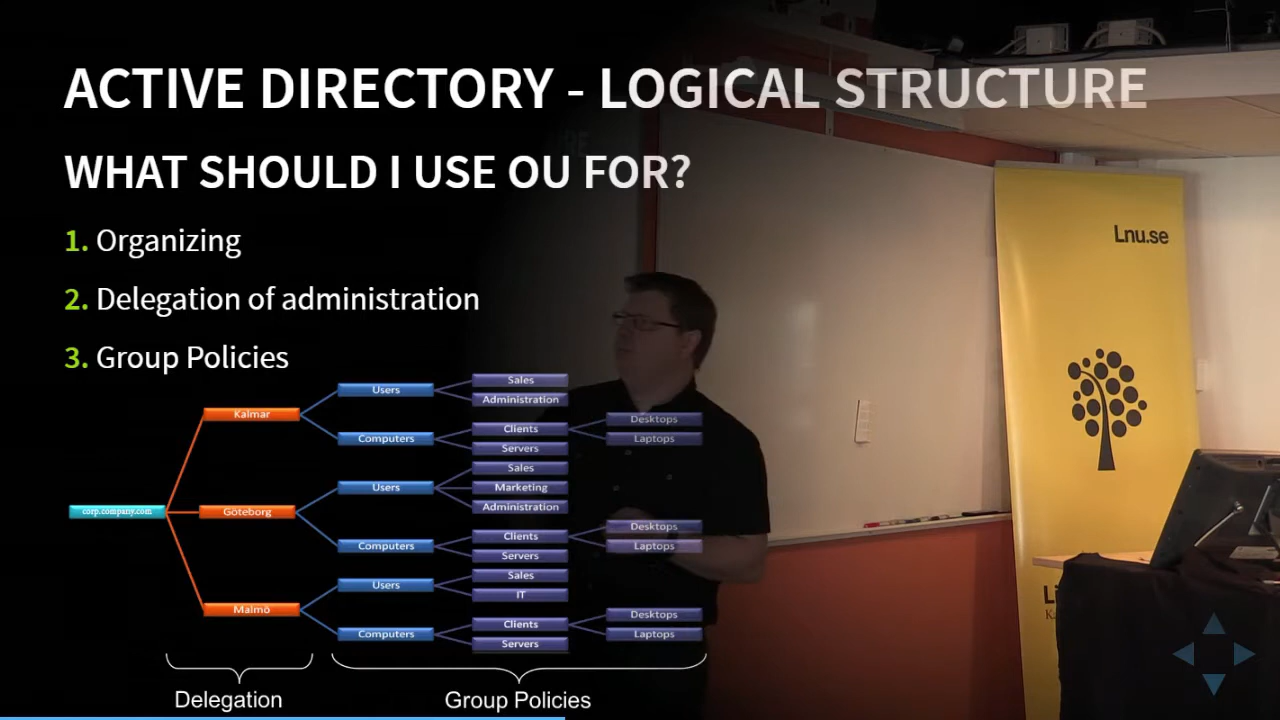 ACTIVE DIRECTORY - LOGICAL STRUCTURE
WHAT SHOULD I USE OU FOR?
1. Organizing
2. Delegation of administration
3. Group Policies
Lnu.se
corp.company.com
Kalmar
Users
Sales
Administration
Computers
Clients
Desktops
Laptops
Servers
Göteborg
Users
Sales
Marketing
Administration
Computers
Clients
Desktops
Laptops
Servers
Malmö
Users
Sales
IT
Computers
Clients
Desktops
Laptops
Servers
Delegation
Group Policies